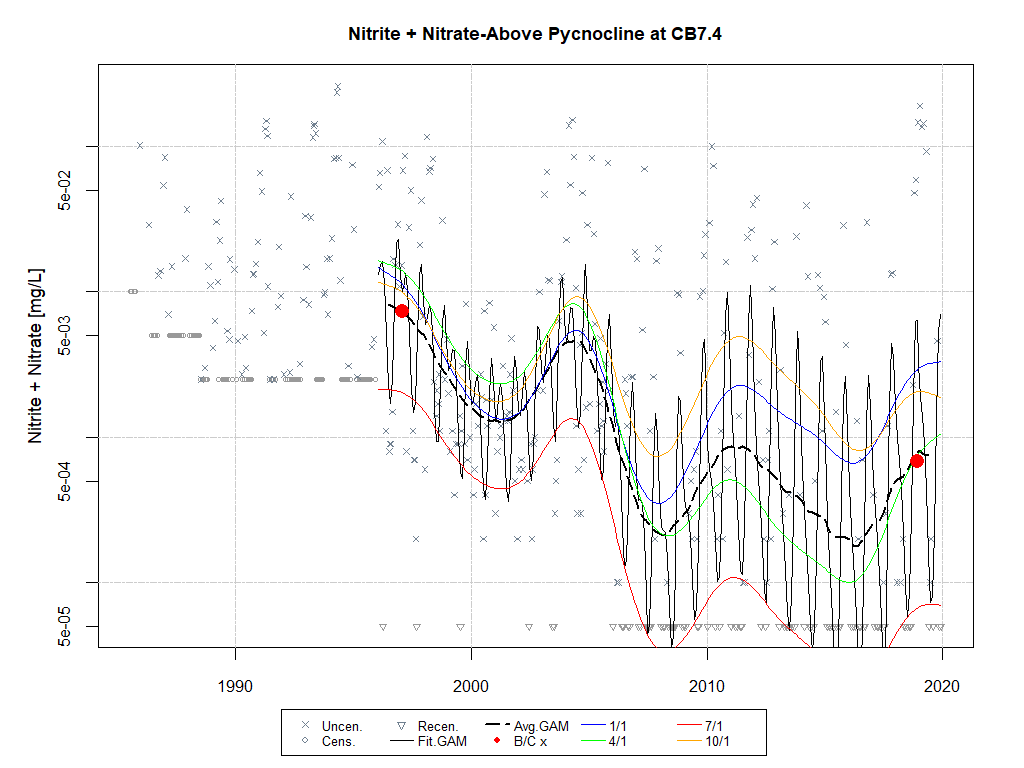 Nitrite + Nitrate-Above Pycnocline at CB7.4
Nitrite + Nitrate [mg/L]
5e-02
5e-03
5e-04
5e-05
1990
2000
2010
2020
Uncen. Recen. Avg.GAM 1/1 7/1
Cens. Fit.GAM B/C x 4/1 10/1